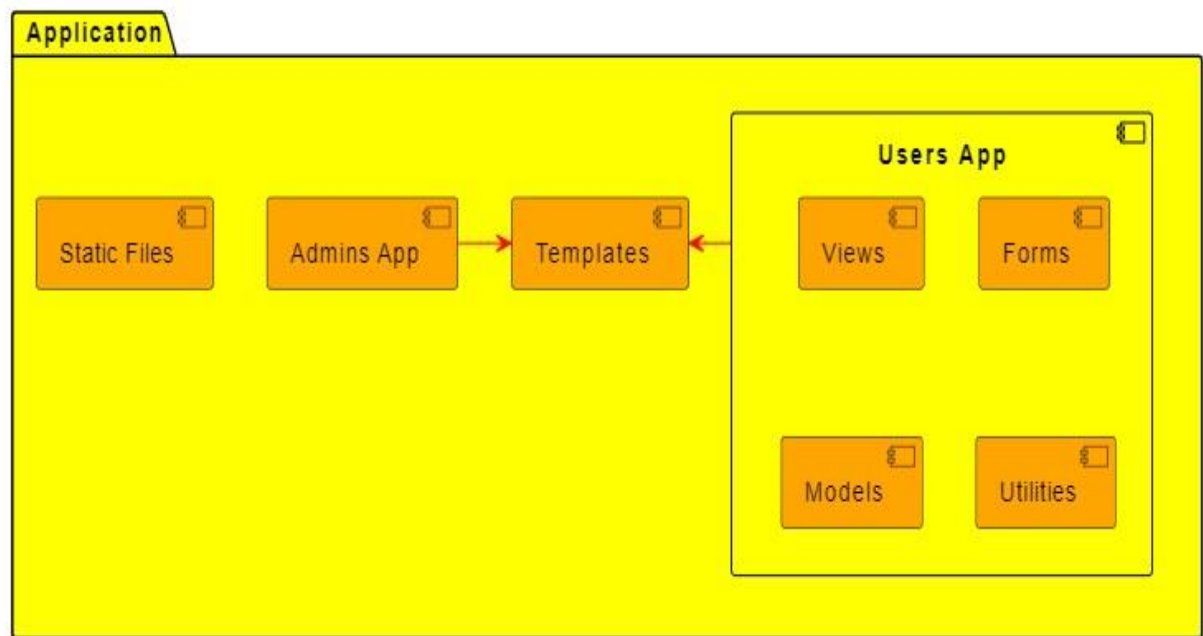 Application
Users App
Static Files
Admins App
Templates
Views
Forms
Models
Utilities